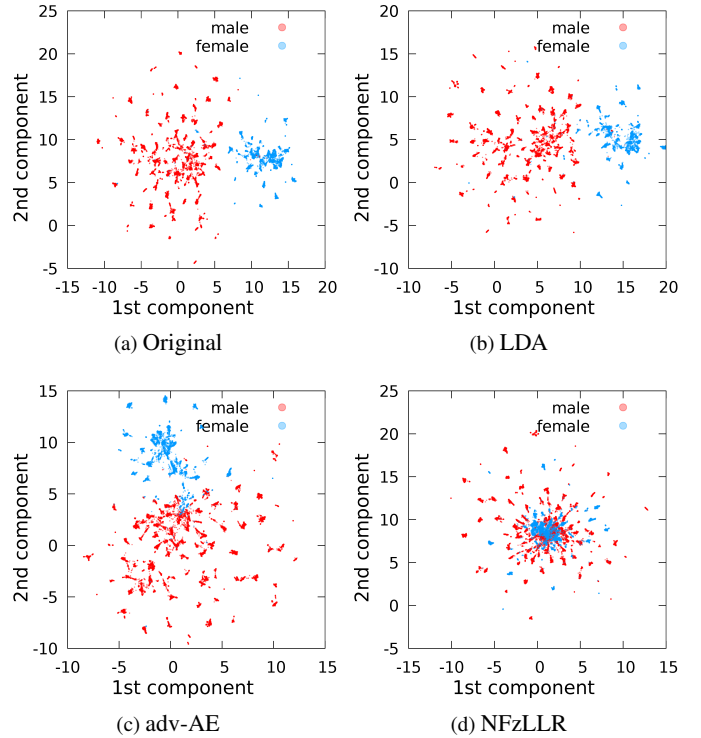 male
female
25
20
15
10
5
0
-5
2nd component
-15 -10 -5 0 5 10 15 20
1st component
(a) Original
male
female
20
15
10
5
0
-5
-10
2nd component
-10 -5 0 5 10 15 20
1st component
(b) LDA
male
female
15
10
5
0
-5
-10
2nd component
-10 -5 0 5 10 15
1st component
(c) adv-AE
male
female
25
20
15
10
5
0
-5
2nd component
-15 -10 -5 0 5 10 15
1st component
(d) NFzLLR